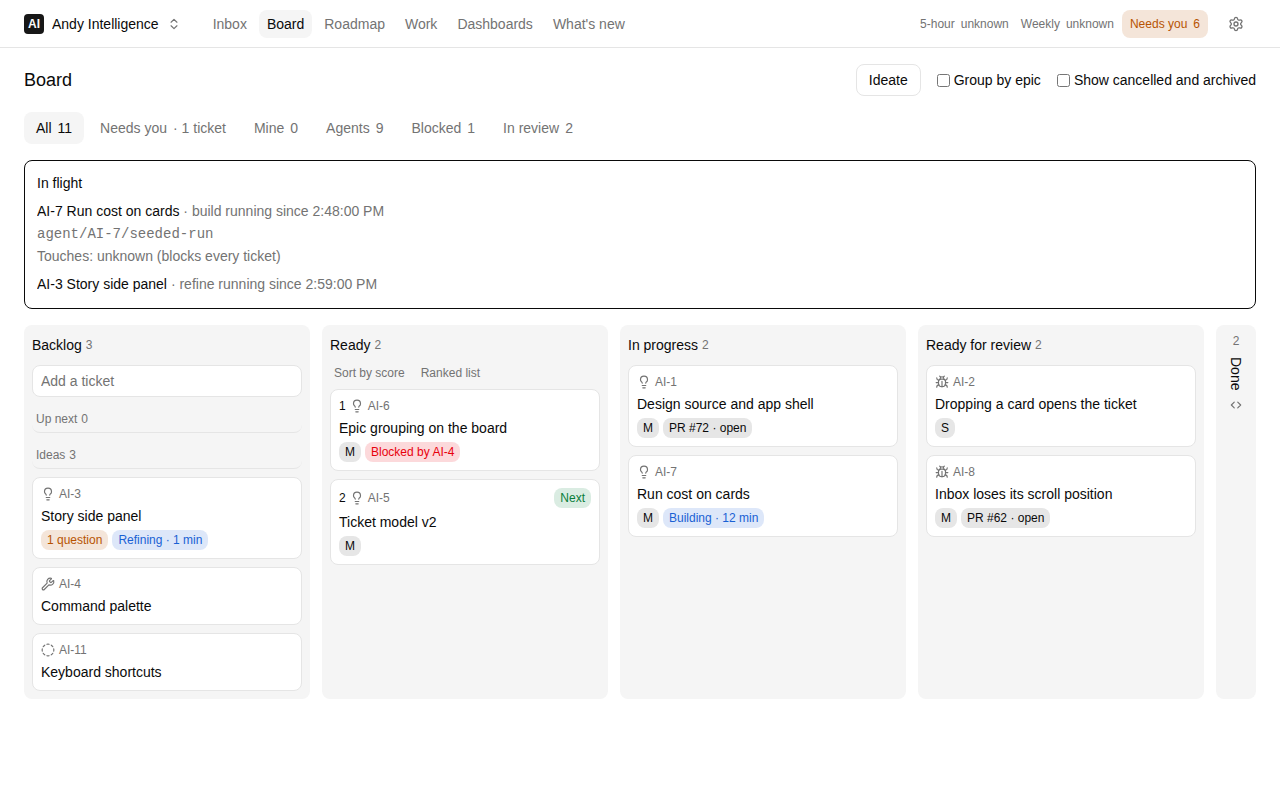 AI Andy Intelligence Inbox Board Roadmap Work Dashboards What's new 5-hour unknown Weekly unknown Needs you 6
Board Ideate Group by epic Show cancelled and archived
All 11 Needs you · 1 ticket Mine 0 Agents 9 Blocked 1 In review 2
In flight
AI-7 Run cost on cards · build running since 2:48:00 PM
agent/AI-7/seeded-run
Touches: unknown (blocks every ticket)
AI-3 Story side panel · refine running since 2:59:00 PM
Backlog 3
Add a ticket
Up next 0
Ideas 3
AI-3
Story side panel
1 question Refining · 1 min
AI-4
Command palette
AI-11
Keyboard shortcuts
Ready 2
Sort by score Ranked list
1 AI-6
Epic grouping on the board
M Blocked by AI-4
2 AI-5 Next
Ticket model v2
M
In progress 2
AI-1
Design source and app shell
M PR #72 · open
AI-7
Run cost on cards
M Building · 12 min
Ready for review 2
AI-2
Dropping a card opens the ticket
S
AI-8
Inbox loses its scroll position
M PR #62 · open
2
Done